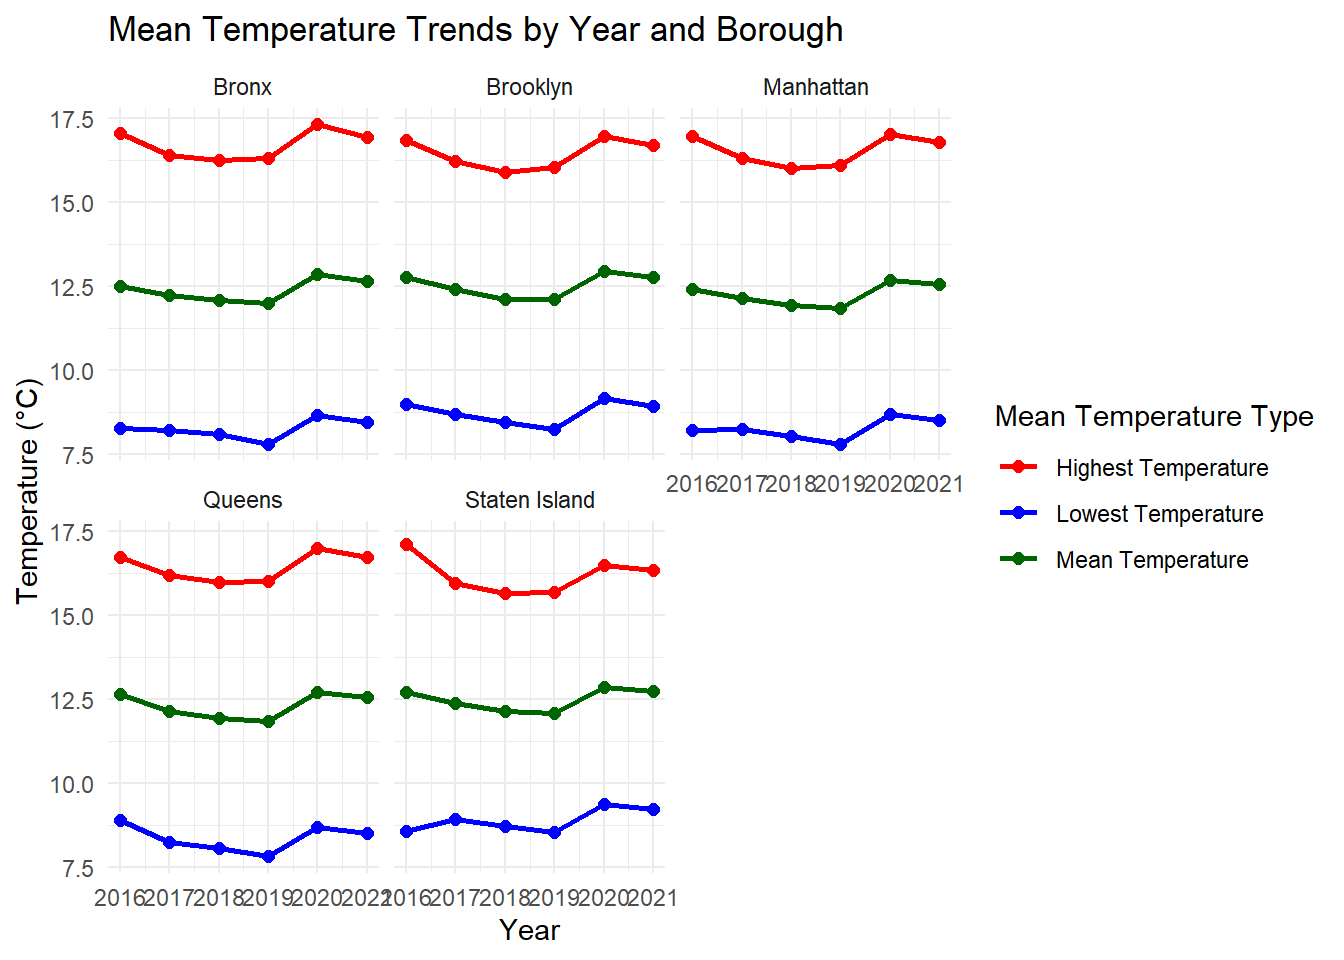 Mean Temperature Trends by Year and Borough
Bronx
Brooklyn
Manhattan
17.5
15.0
12.5
10.0
7.5
2016 2017 2018 2019 2020 2021
Queens
Staten Island
17.5
15.0
12.5
10.0
7.5
2016 2017 2018 2019 2020 2021
2016 2017 2018 2019 2020 2021
Year
Temperature (°C)
Mean Temperature Type
Highest Temperature
Lowest Temperature
Mean Temperature